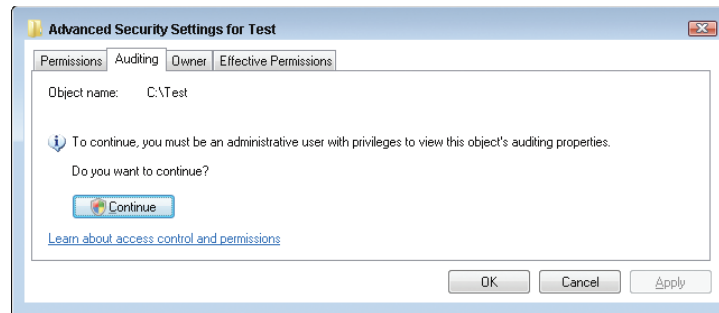 Advanced Security Settings for Test
Permissions Auditing Owner Effective Permissions
Object name: C:\Test
To continue, you must be an administrative user with privileges to view this object's auditing properties.
Do you want to continue?
Continue
Learn about access control and permissions
OK Cancel Apply